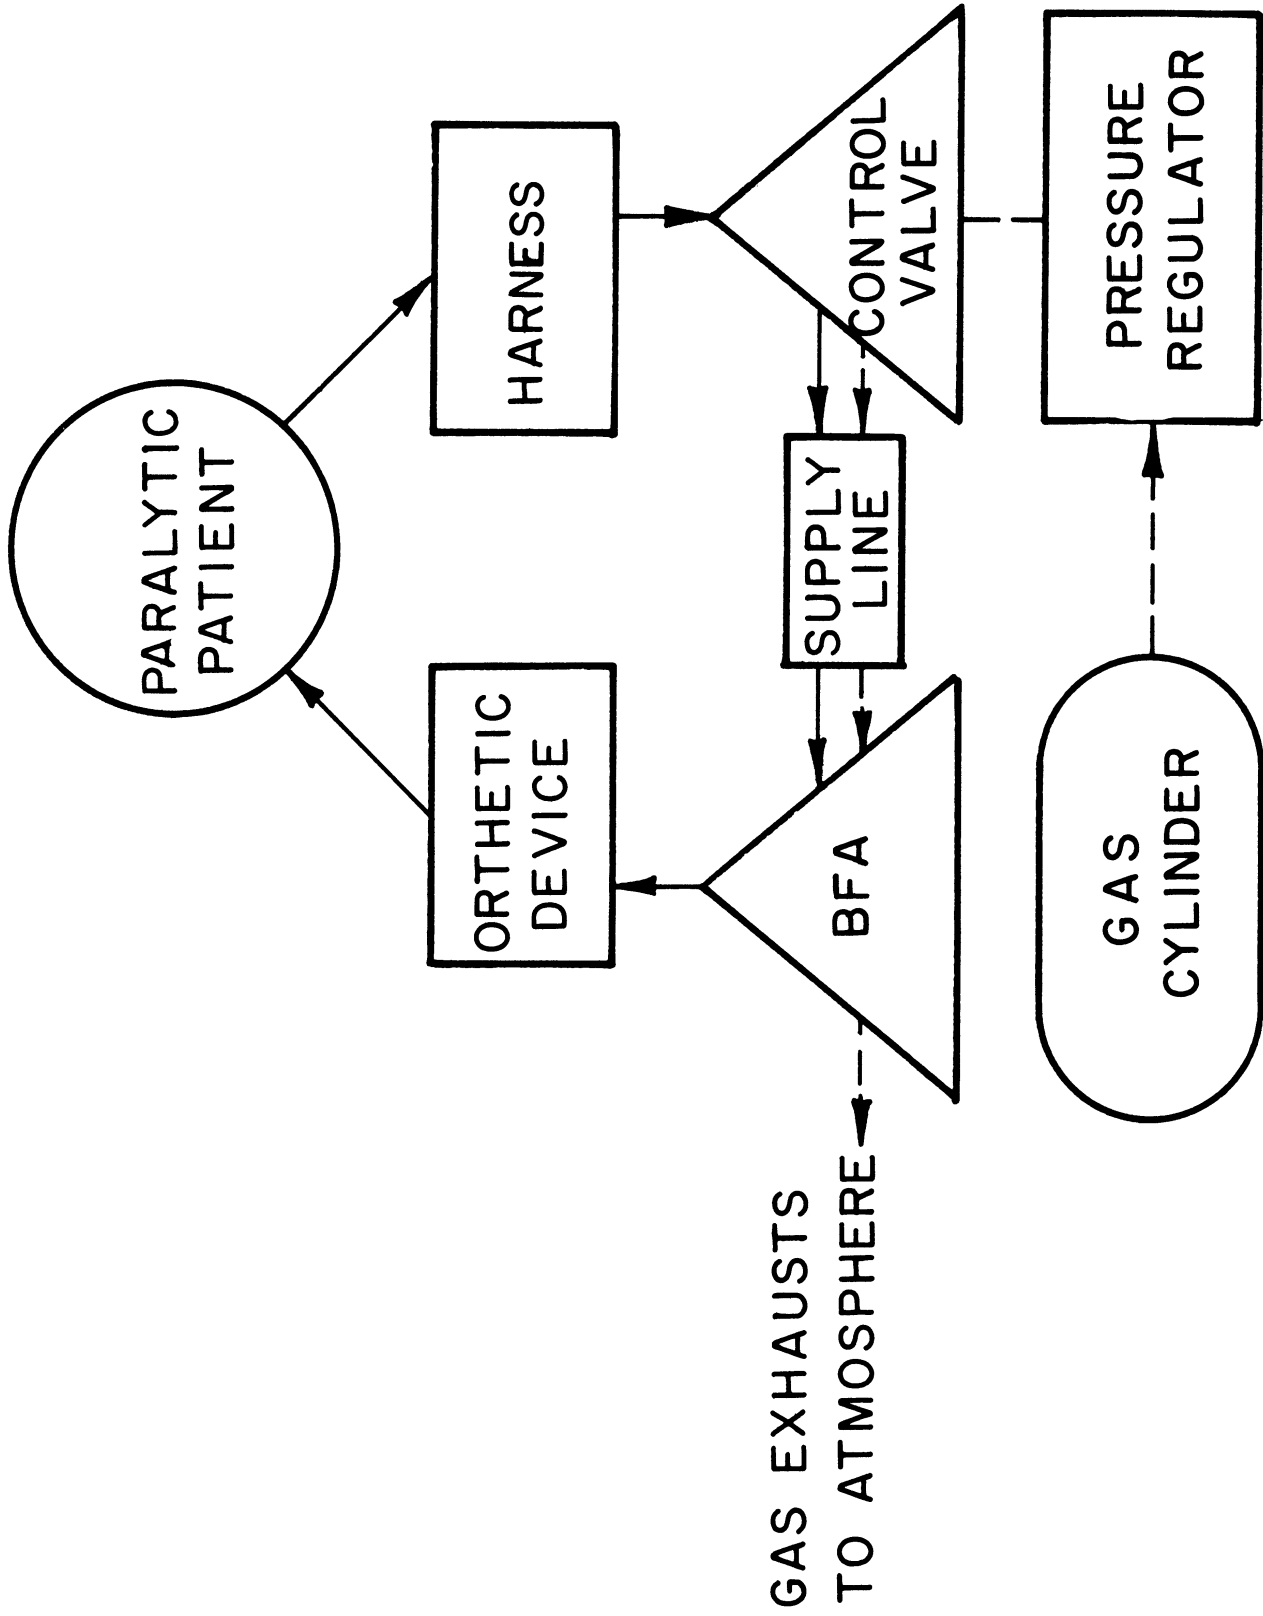 PARALYTIC
PATIENT
HARNESS
ORTHETIC
DEVICE
CONTROL
VALVE
SUPPLY
LINE
BFA
GAS EXHAUSTS
TO ATMOSPHERE
PRESSURE
REGULATOR
GAS
CYLINDER